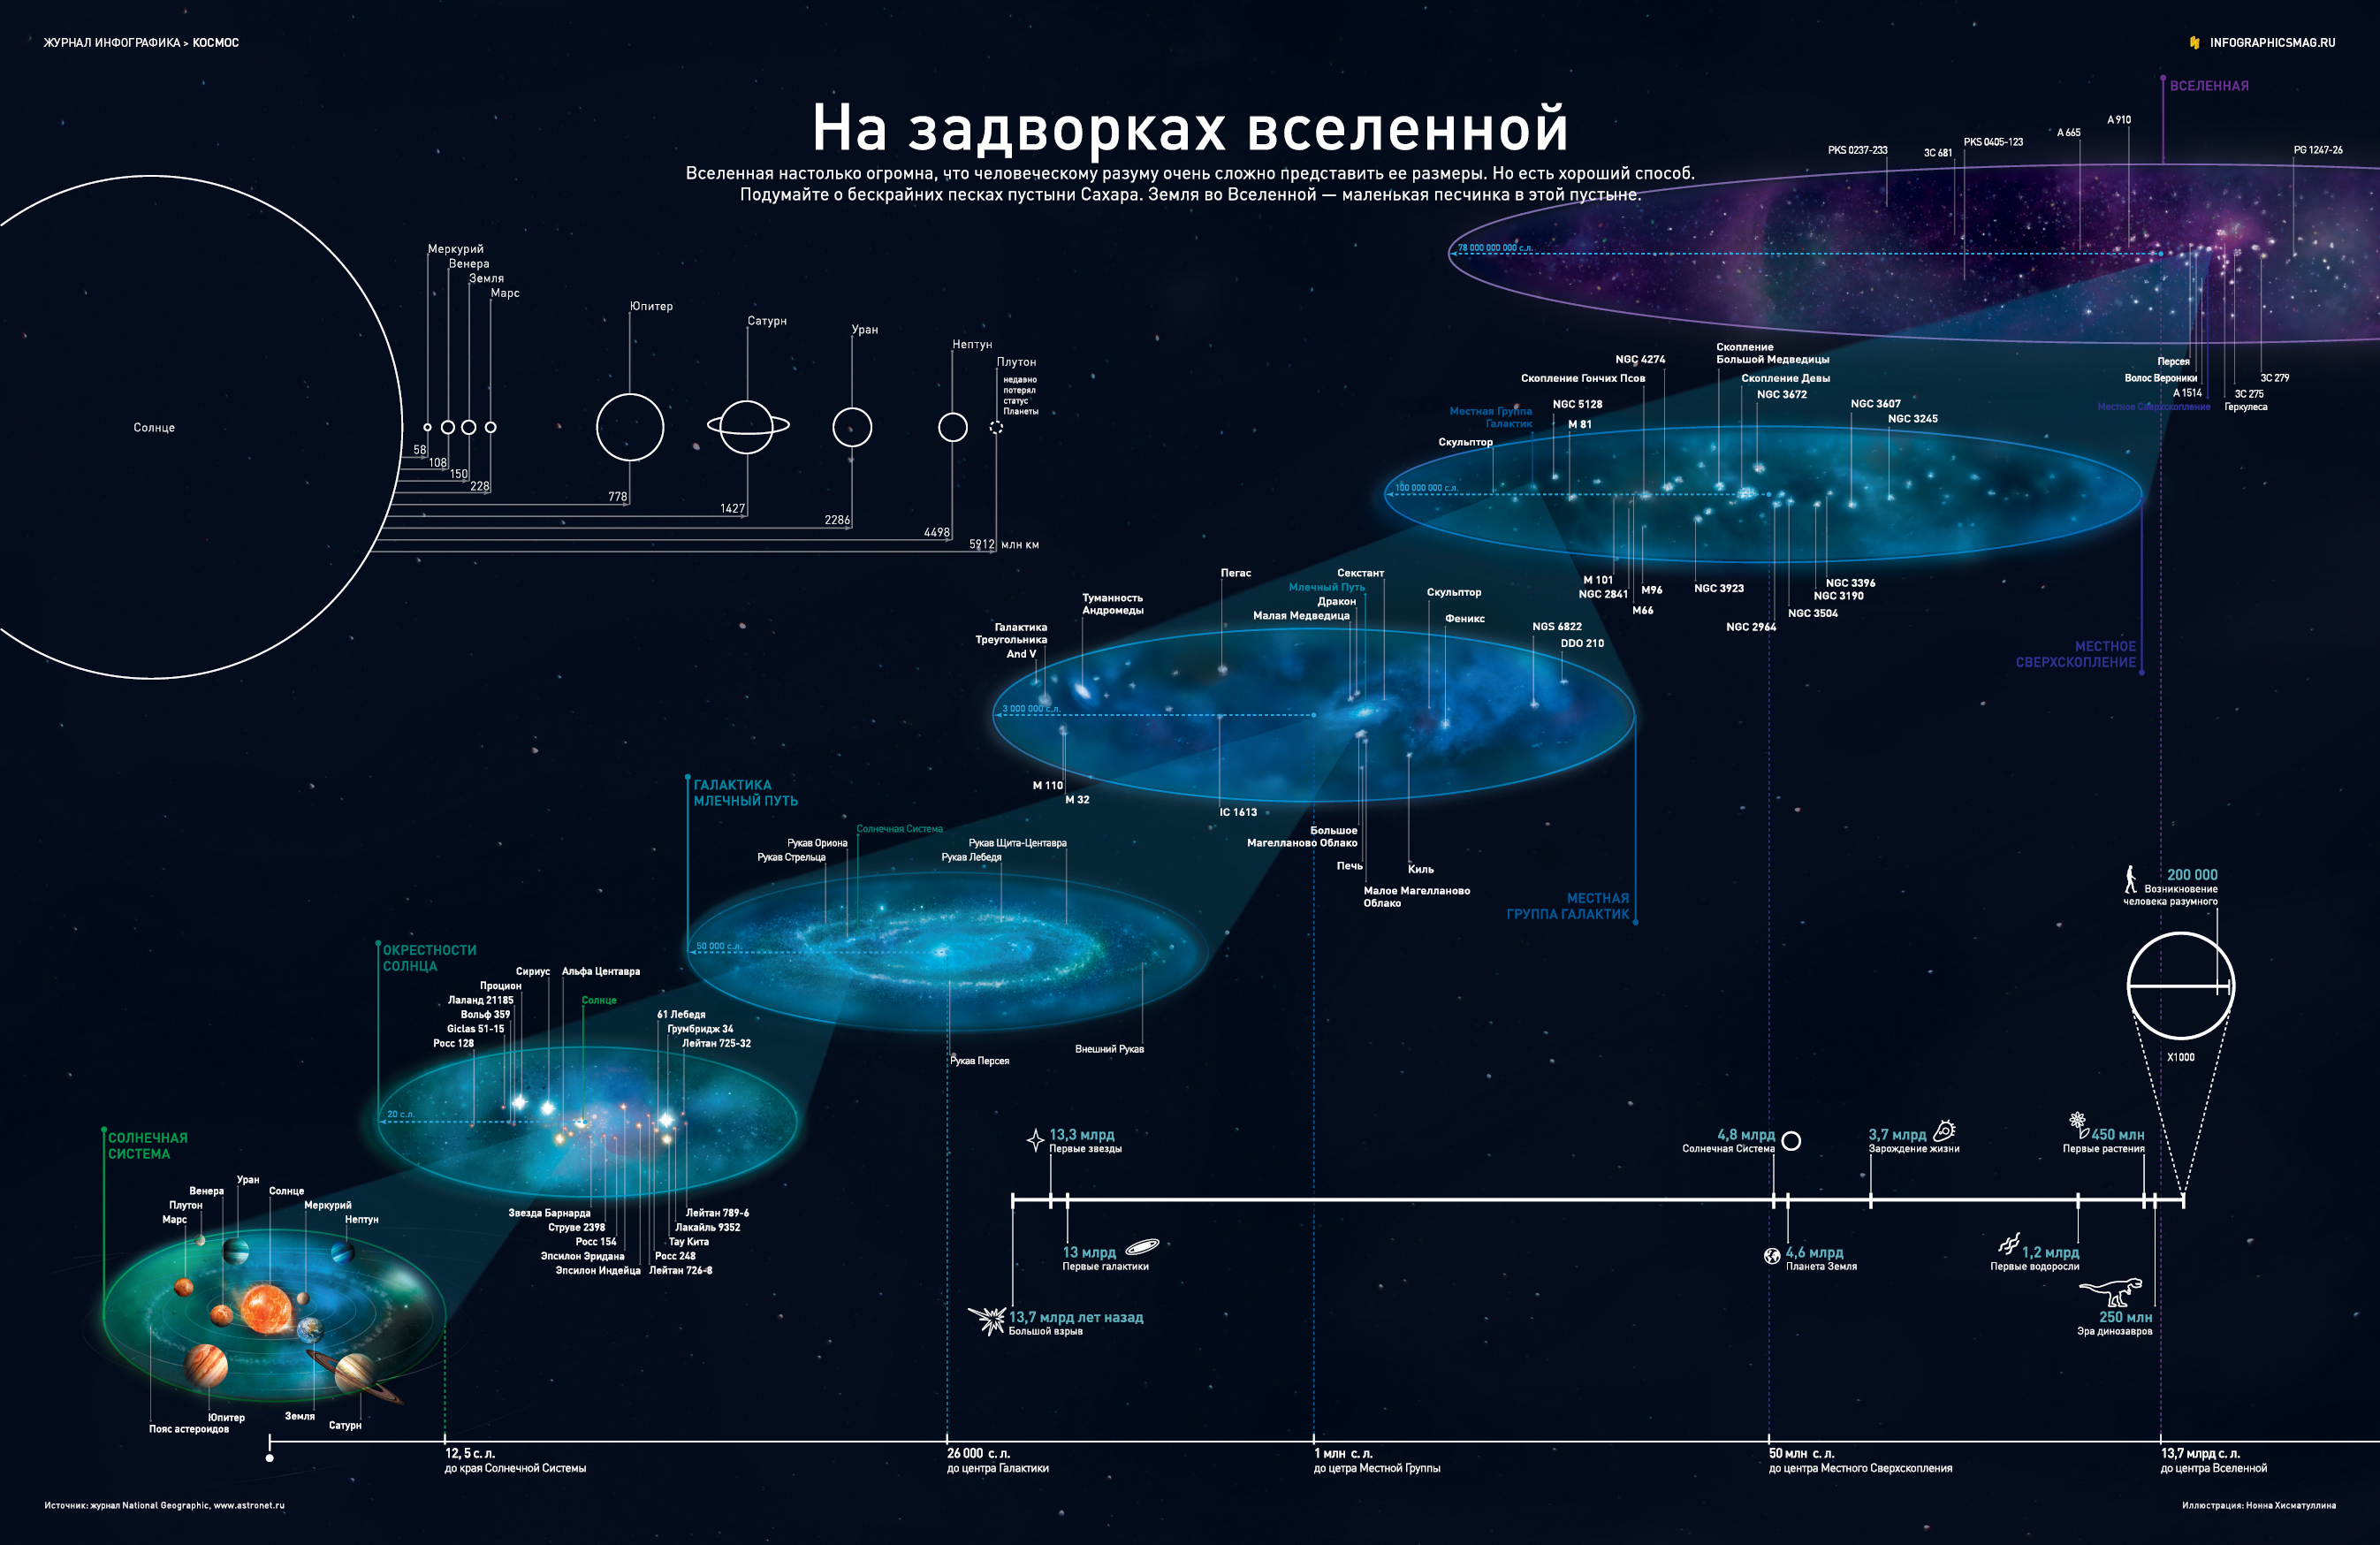 ЖУРНАЛ ИНФОГРАФИКА > КОСМОС
INFOGRAPHICSMAG.RU
На задворках вселенной
Вселенная настолько огромна, что человеческому разуму очень сложно представить ее размеры. Но есть хороший способ.
Подумайте о бескрайних песках пустыни Сахара. Земля во Вселенной — маленькая песчинка в этой пустыне.
Солнце
Меркурий
Венера
Земля
Марс
Юпитер
Сатурн
Уран
Нептун
Плутон
недавно
потерял
статус
Планеты
58
108
150
228
778
1427
2286
4498
5912 млн км
ВСЕЛЕННАЯ
A 910
A 665
PKS 0405-123
PKS 0237-233
3C 681
PG 1247-26
78 000 000 000 с.л.
Персея
Волос Вероники
A 1514
Местное Сверхскопление
3C 279
3C 275
Геркулеса
Скопление
Большой Медведицы
NGC 4274
Скопление Гончих Псов
Скопление Девы
NGC 3672
NGC 5128
NGC 3607
Местная Группа
Галактик
M 81
NGC 3245
Скульптор
100 000 000 с.л.
M 101
NGC 2841
M96
M66
NGC 3923
NGC 3396
NGC 3190
NGC 3504
NGC 2964
МЕСТНОЕ
СВЕРХСКОПЛЕНИЕ
Пегас
Секстант
Млечный Путь
Дракон
Малая Медведица
Скульптор
Феникс
Туманность
Андромеды
Галактика
Треугольника
And V
NGS 6822
DDO 210
3 000 000 с.л.
M 110
M 32
IC 1613
Большое
Магелланово Облако
Печь
Киль
Малое Магелланово
Облако
МЕСТНАЯ
ГРУППА ГАЛАКТИК
ГАЛАКТИКА
МЛЕЧНЫЙ ПУТЬ
Солнечная Система
Рукав Ориона
Рукав Стрельца
Рукав Щита-Центавра
Рукав Лебедя
50 000 с.л.
Рукав Персея
Внешний Рукав
ОКРЕСТНОСТИ
СОЛНЦА
Сириус
Альфа Центавра
Процион
Лаланд 21185
Солнце
Вольф 359
61 Лебедя
Giclas 51-15
Грумбридж 34
Росс 128
Лейтан 725-32
20 с.л.
Звезда Барнарда
Струве 2398
Росс 154
Эпсилон Эридана
Эпсилон Индейца
Лейтан 789-6
Лакайль 9352
Тау Кита
Росс 248
Лейтан 726-8
СОЛНЕЧНАЯ
СИСТЕМА
Уран
Венера
Солнце
Плутон
Меркурий
Марс
Нептун
Юпитер
Пояс астероидов
Земля
Сатурн
200 000
Возникновение
человека разумного
X1000
13,3 млрд
Первые звезды
4,8 млрд
Солнечная Система
3,7 млрд
Зарождение жизни
450 млн
Первые растения
13 млрд
Первые галактики
4,6 млрд
Планета Земля
1,2 млрд
Первые водоросли
13,7 млрд лет назад
Большой взрыв
250 млн
Эра динозавров
12, 5 с. л.
до края Солнечной Системы
26 000 с. л.
до центра Галактики
1 млн с. л.
до цетра Местной Группы
50 млн с. л.
до центра Местного Сверхскопления
13,7 млрд с. л.
до центра Вселенной
Источник: журнал National Geographic, www.astronet.ru
Иллюстрация: Нонна Хисматуллина